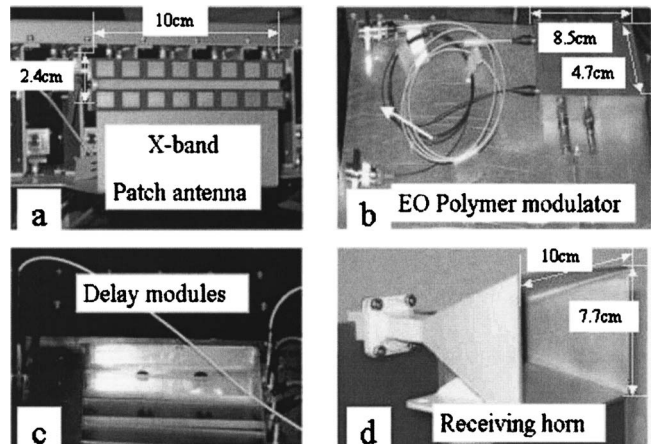 10cm
2.4cm
X-band
Patch antenna
a
8.5cm
4.7cm
EO Polymer modulator
b
Delay modules
c
10cm
7.7cm
Receiving horn
d